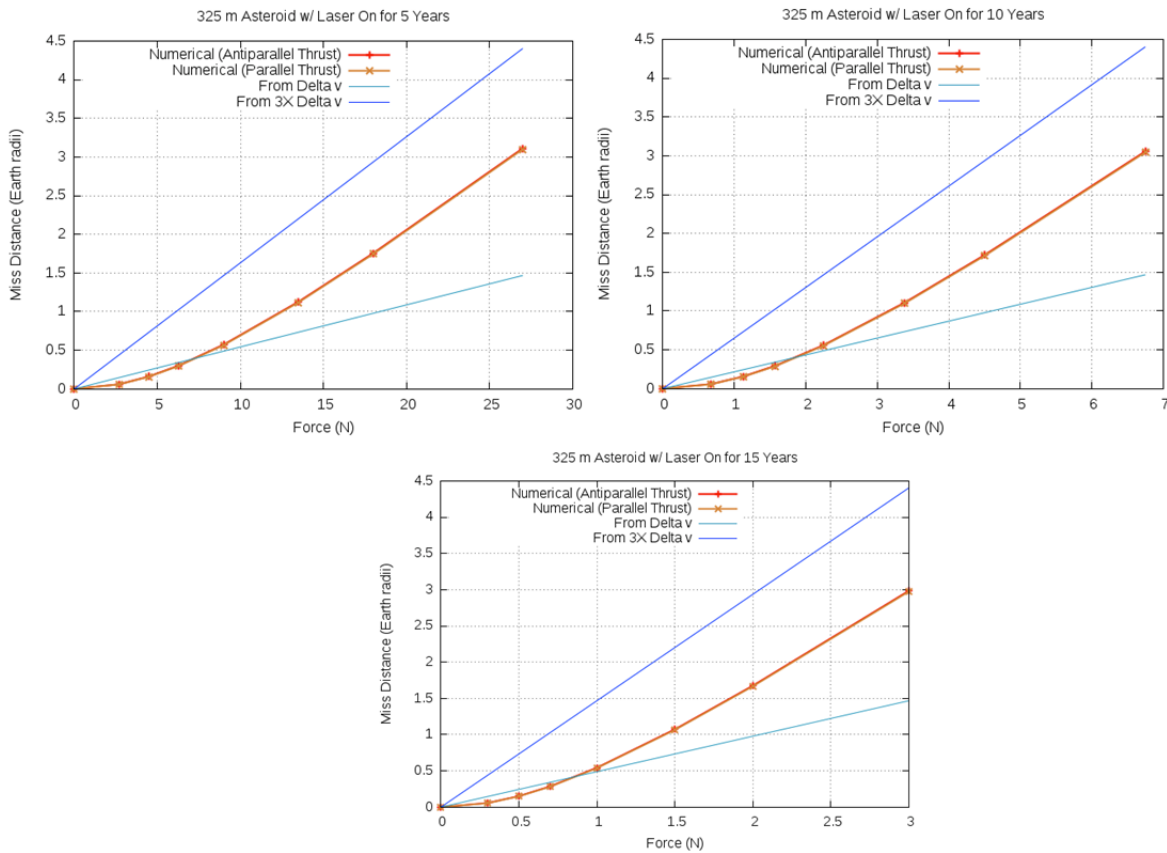 325 m Asteroid w/ Laser On for 5 Years
4.5
4
3.5
3
2.5
2
1.5
1
0.5
0
Miss Distance (Earth radii)
Numerical (Antiparallel Thrust)
Numerical (Parallel Thrust)
From Delta v
From 3X Delta v
0 5 10 15 20 25 30
Force (N)
325 m Asteroid w/ Laser On for 10 Years
4.5
4
3.5
3
2.5
2
1.5
1
0.5
0
Miss Distance (Earth radii)
Numerical (Antiparallel Thrust)
Numerical (Parallel Thrust)
From Delta v
From 3X Delta v
0 1 2 3 4 5 6 7
Force (N)
325 m Asteroid w/ Laser On for 15 Years
4.5
4
3.5
3
2.5
2
1.5
1
0.5
0
Miss Distance (Earth radii)
Numerical (Antiparallel Thrust)
Numerical (Parallel Thrust)
From Delta v
From 3X Delta v
0 0.5 1 1.5 2 2.5 3
Force (N)